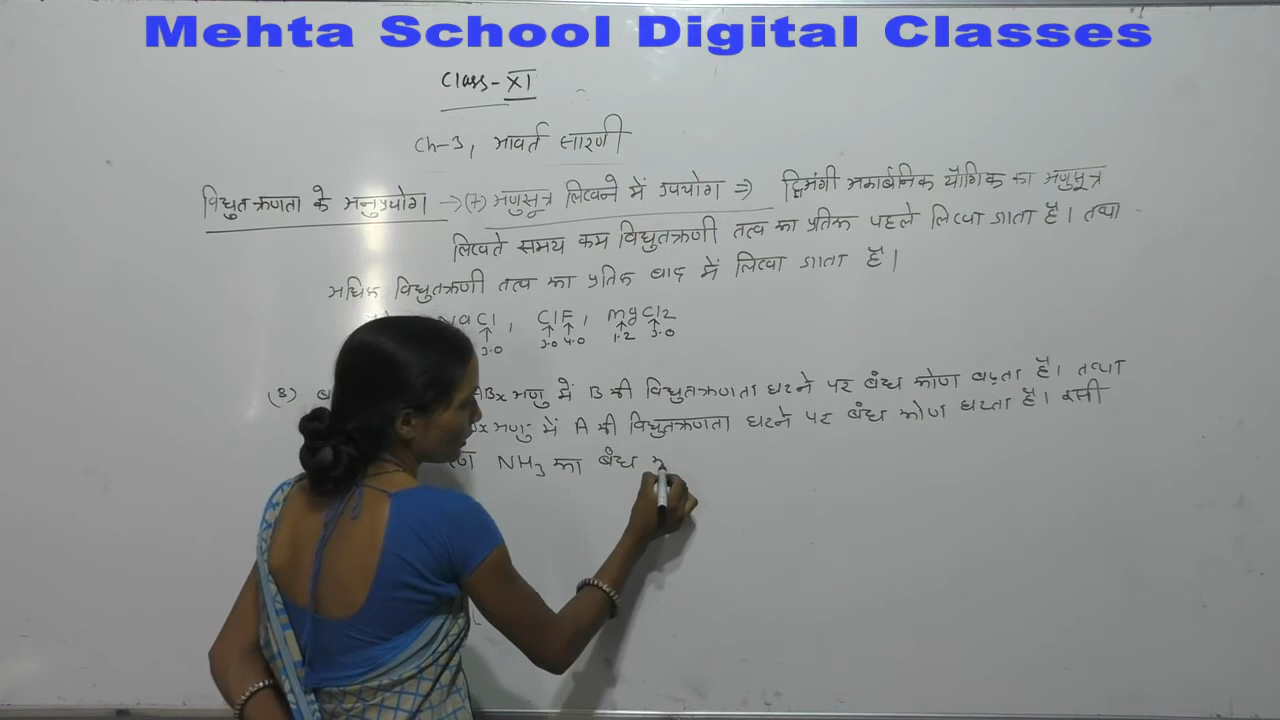 Mehta School Digital Classes
Class-XI
Ch-3, आवर्त सारणी
विधुतऋणता के अनुप्रयोग → (7) अणुसूत्र लिखने में उपयोग ⇒ द्विअंगी अकार्बनिक यौगिक का अणुसूत्र
लिखते समय कम विधुतऋणी तत्व का प्रतिक पहले लिखा जाता है। तथा
अधिक विधुतऋणी तत्व का प्रतिक बाद में लिखा जाता है।
NaCl, ClF, MgCl2
3.0 3.0 4.0 1.2 3.0
(8) ABx अणु में B की विधुतऋणता घटने पर बंध कोण बढ़ता है। तथा
अणु में A की विधुतऋणता घटने पर बंध कोण घटता है। इसी
NH3 का बंध